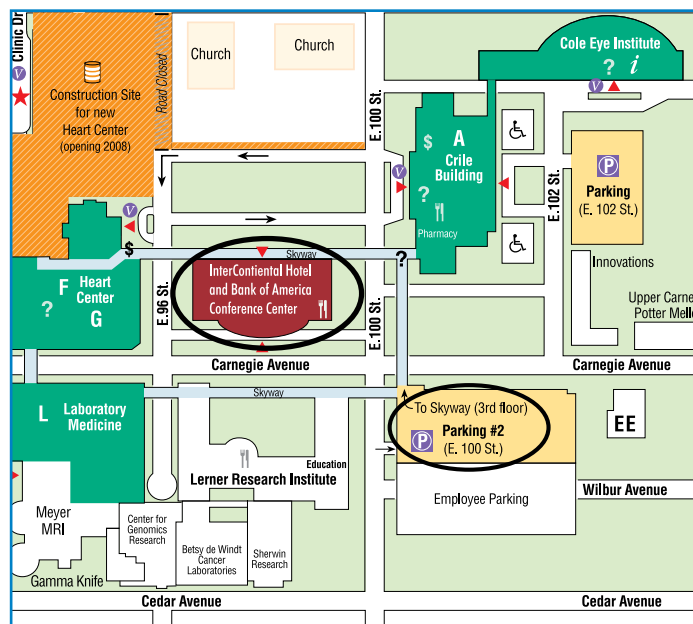 Clinic Dr
V
Construction Site
for new
Heart Center
(opening 2008)
Road Closed
Church
Church
E.100 St.
Cole Eye Institute
? i
V
$
A
Crile
Building
?
Pharmacy
V
E.102 St.
P
Parking
(E. 102 St.)
Innovations
Upper Carne
Potter Mello
V
$
Skyway
?
F Heart
Center
? G
E.96 St.
InterContiental Hotel
and Bank of America
Conference Center
E.100 St.
Carnegie Avenue
Carnegie Avenue
Skyway
L Laboratory
Medicine
To Skyway (3rd floor)
P Parking #2
(E. 100 St.)
EE
Education
Lerner Research Institute
Employee Parking
Wilbur Avenue
Meyer
MRI
Center for
Genomics
Research
Betsy de Windt
Cancer
Laboratories
Sherwin
Research
Gamma Knife
Cedar Avenue
Cedar Avenue